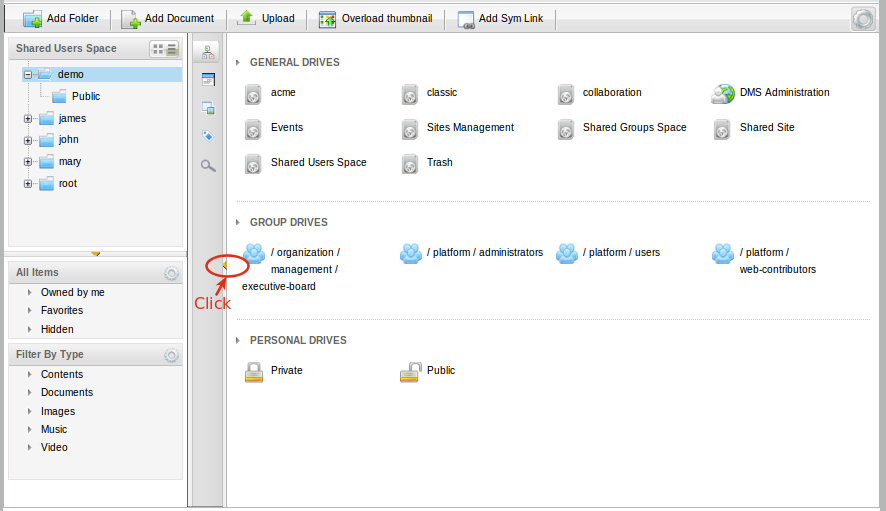 Add Folder Add Document Upload Overload thumbnail Add Sym Link
Shared Users Space
demo
Public
james
john
mary
root
All Items
Owned by me
Favorites
Hidden
Filter By Type
Contents
Documents
Images
Music
Video
Click
GENERAL DRIVES
acme classic collaboration DMS Administration
Events Sites Management Shared Groups Space Shared Site
Shared Users Space Trash
GROUP DRIVES
/ organization / / platform / administrators / platform / users / platform /
management / web-contributors
executive-board
PERSONAL DRIVES
Private Public